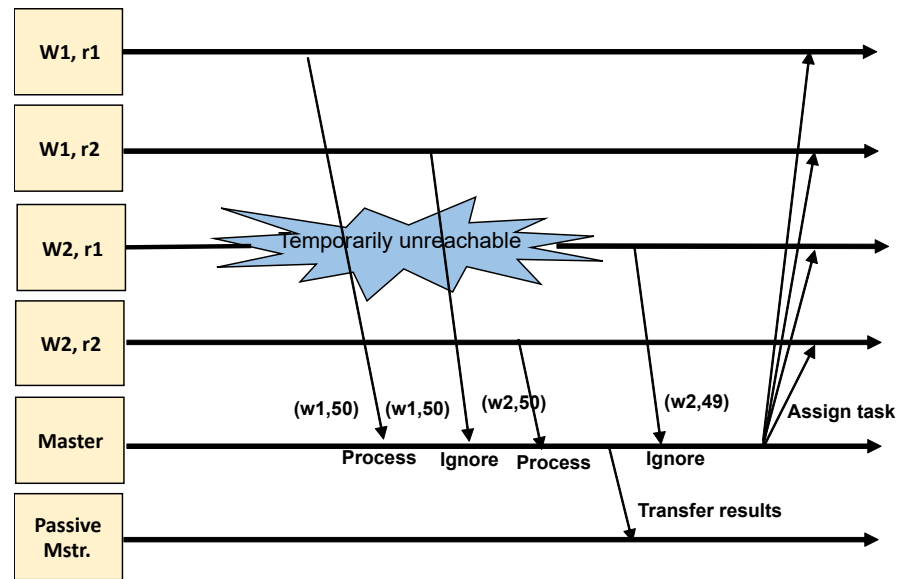 W1, r1
W1, r2
Temporarily unreachable
W2, r1
W2, r2
(w1,50)
(w1,50)
(w2,50)
(w2,49)
Assign task
Master
Process
Ignore
Process
Ignore
Transfer results
Passive
Mstr.